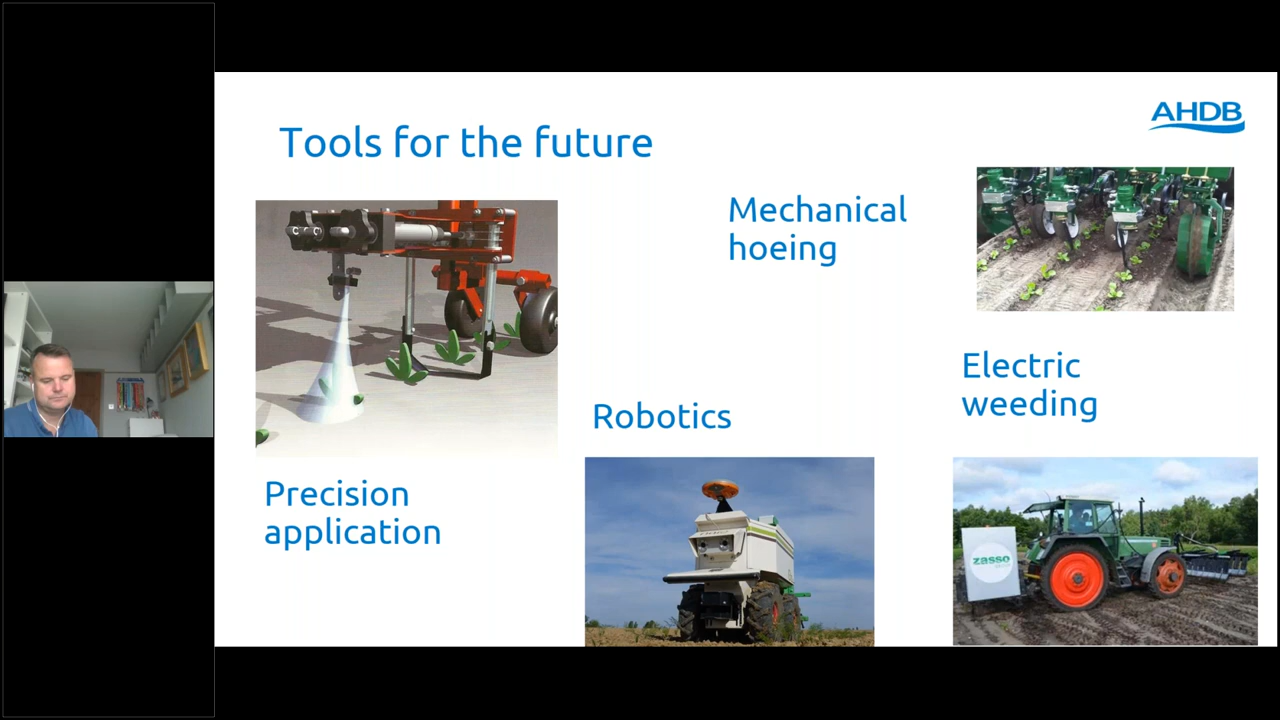 Tools for the future
AHDB
Mechanical
hoeing
Electric
weeding
Robotics
Precision
application
zasso